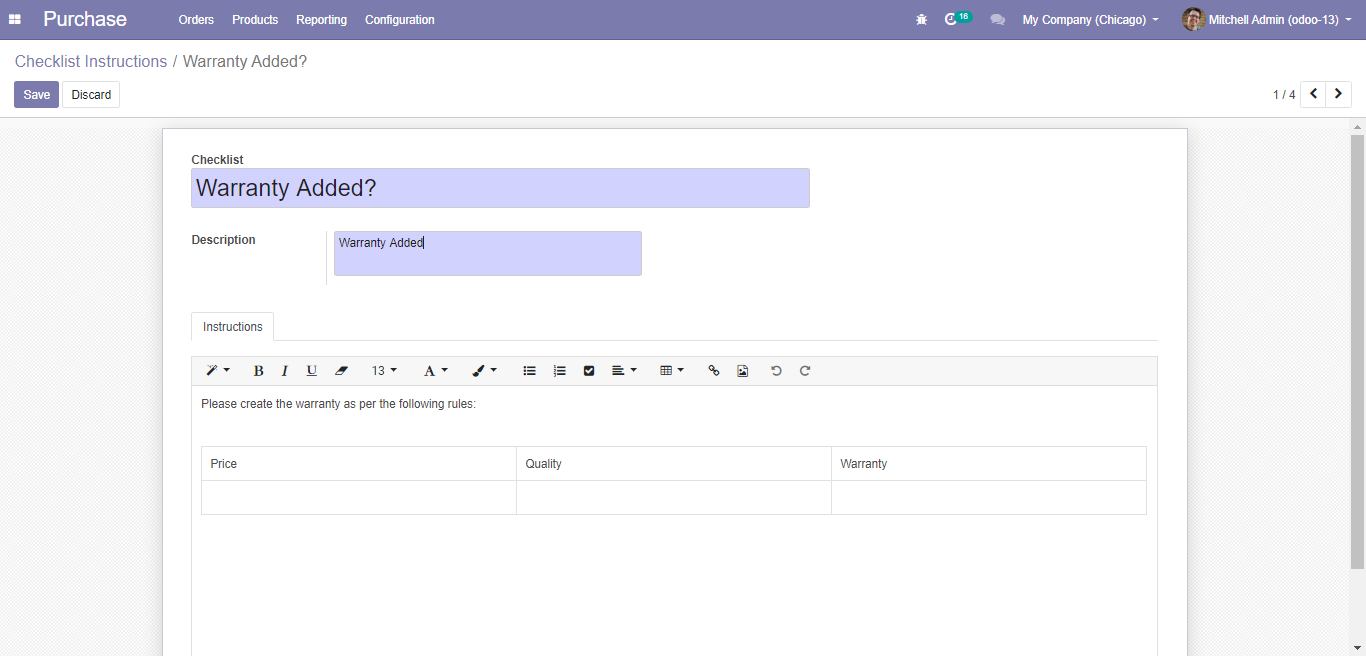 Purchase Orders Products Reporting Configuration 16 My Company (Chicago) Mitchell Admin (odoo-13)
Checklist Instructions / Warranty Added?
Save Discard 1 / 4
Checklist
Warranty Added?
Description Warranty Added
Instructions
B I U 13 A
Please create the warranty as per the following rules:
Price Quality Warranty